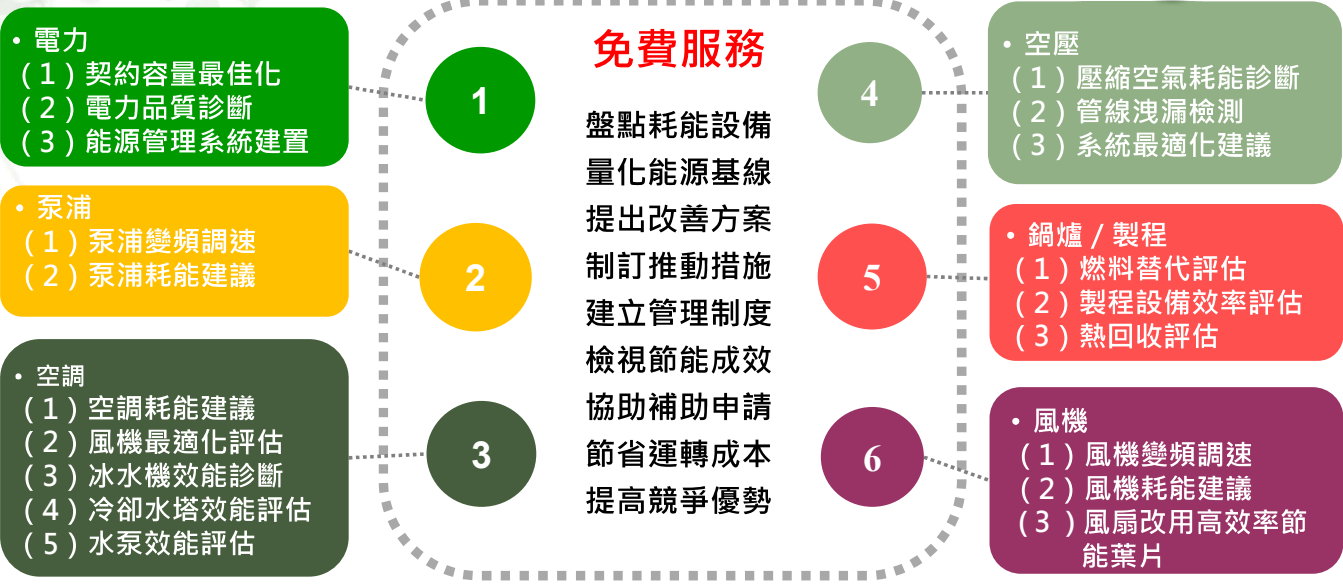 • 電力
（1）契約容量最佳化
（2）電力品質診斷
（3）能源管理系統建置
1
• 泵浦
（1）泵浦變頻調速
（2）泵浦耗能建議
2
• 空調
（1）空調耗能建議
（2）風機最適化評估
（3）冰水機效能診斷
（4）冷卻水塔效能評估
（5）水泵效能評估
3
免費服務
盤點耗能設備
量化能源基線
提出改善方案
制訂推動措施
建立管理制度
檢視節能成效
協助補助申請
節省運轉成本
提高競爭優勢
4
• 空壓
（1）壓縮空氣耗能診斷
（2）管線洩漏檢測
（3）系統最適化建議
5
• 鍋爐 / 製程
（1）燃料替代評估
（2）製程設備效率評估
（3）熱回收評估
6
• 風機
（1）風機變頻調速
（2）風機耗能建議
（3）風扇改用高效率節
能葉片